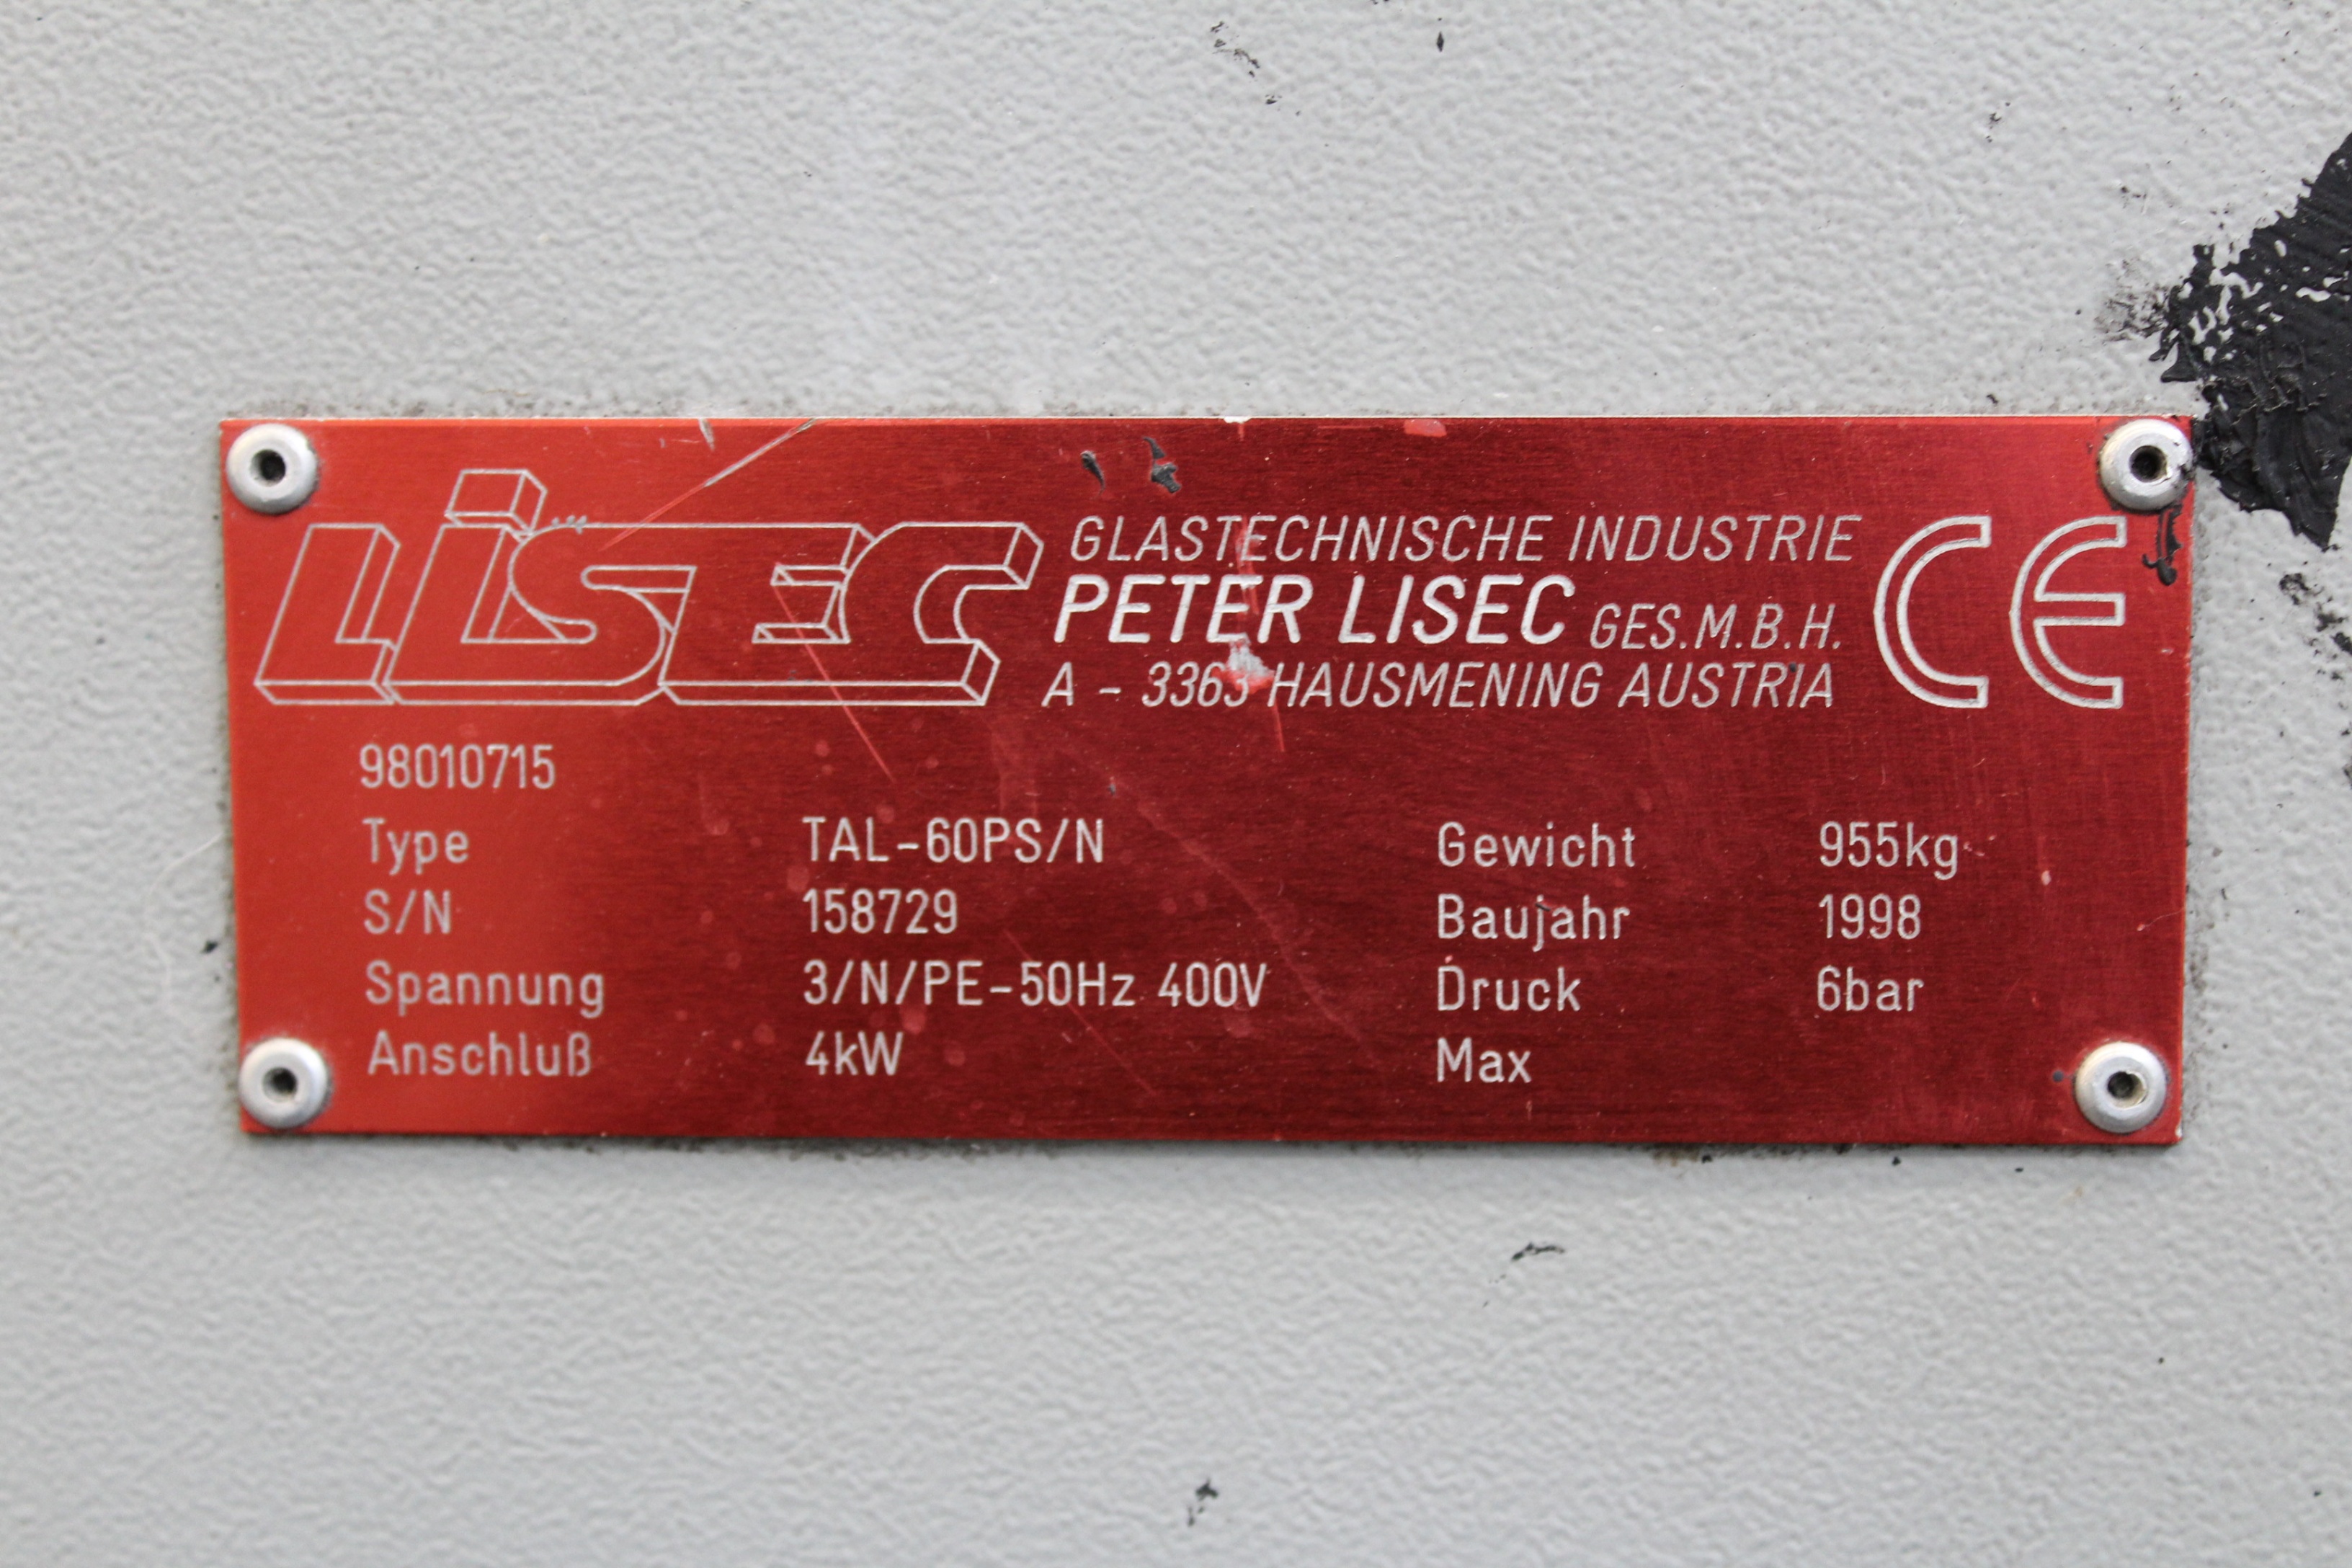 LISEC
GLASTECHNISCHE INDUSTRIE
PETER LISEC GES.M.B.H.
A - 3363 HAUSMENING AUSTRIA
CE
98010715
Type TAL-60PS/N Gewicht 955kg
S/N 158729 Baujahr 1998
Spannung 3/N/PE-50Hz 400V Druck 6bar
Anschluß 4kW Max